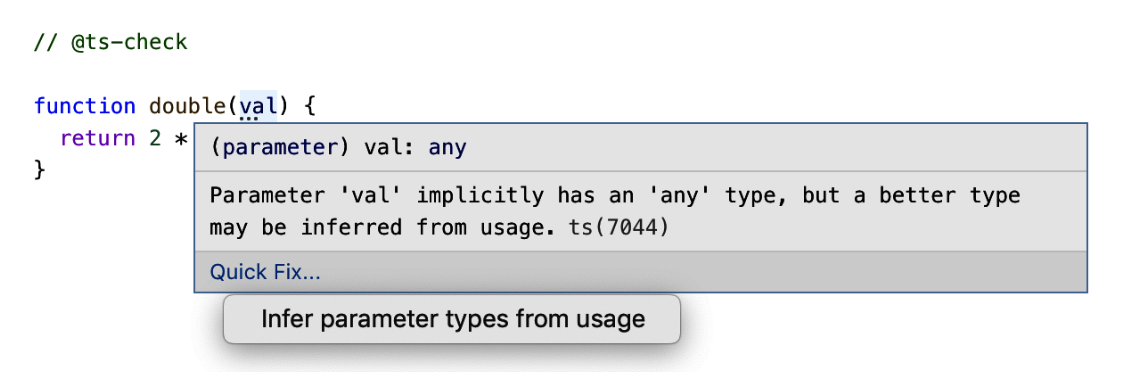 // @ts-check
function double(val) {
return 2 *
}
(parameter) val: any
Parameter 'val' implicitly has an 'any' type, but a better type
may be inferred from usage. ts(7044)
Quick Fix...
Infer parameter types from usage